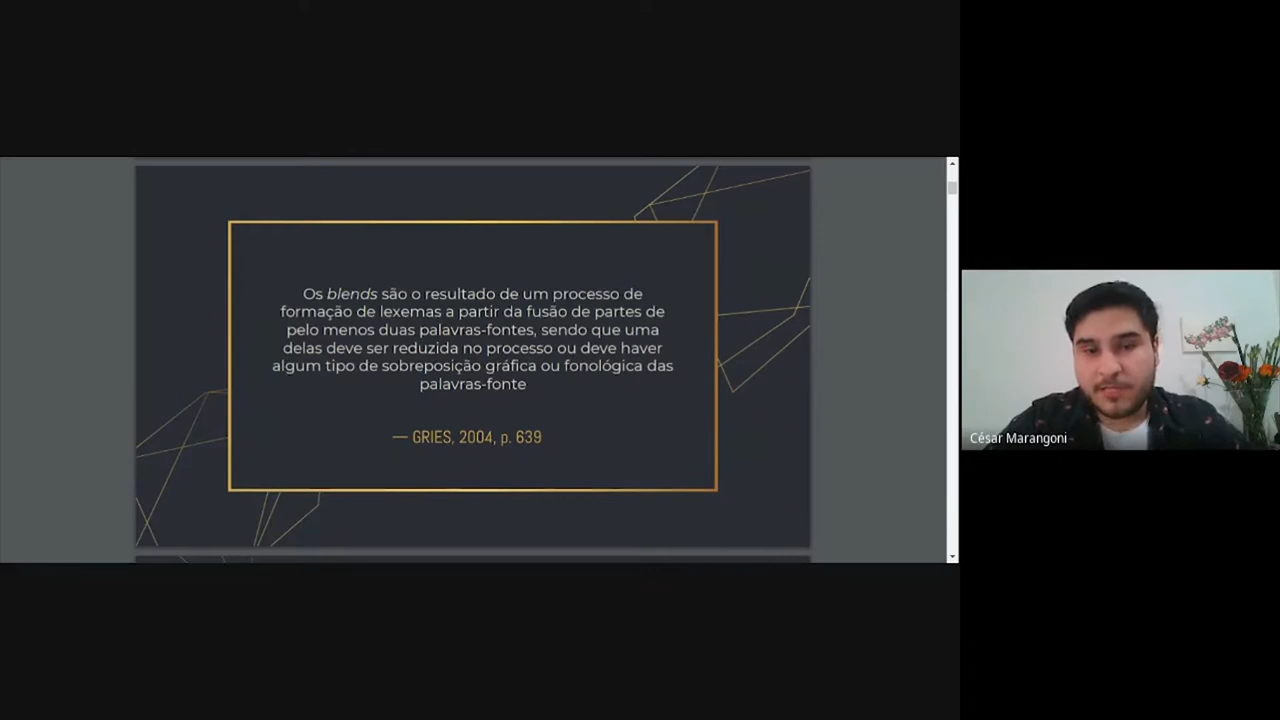 Os blends são o resultado de um processo de
formação de lexemas a partir da fusão de partes de
pelo menos duas palavras-fontes, sendo que uma
delas deve ser reduzida no processo ou deve haver
algum tipo de sobreposição gráfica ou fonológica das
palavras-fonte
— GRIES, 2004, p. 639
César Marangoni